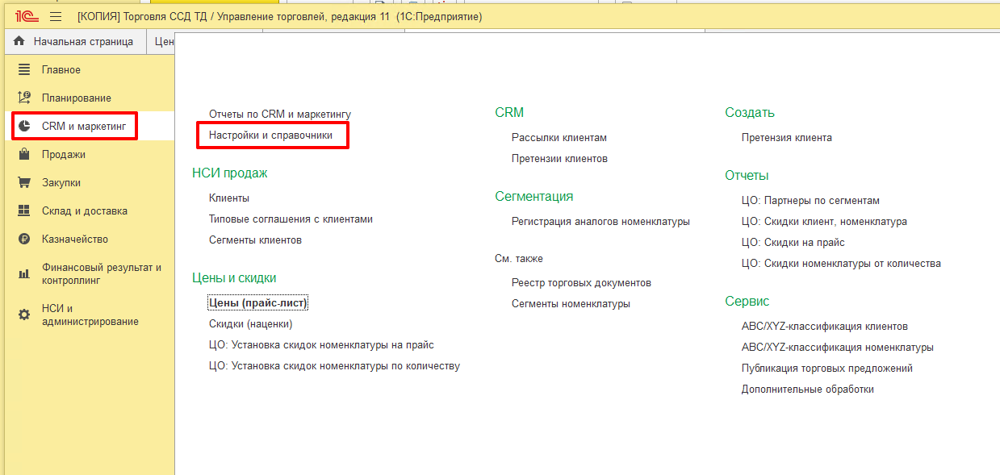 1С
[КОПИЯ] Торговля ССД ТД / Управление торговлей, редакция 11 (1С:Предприятие)
Начальная страница
Цен
Главное
Планирование
CRM и маркетинг
Продажи
Закупки
Склад и доставка
Казначейство
Финансовый результат и
контроллинг
НСИ и
администрирование
Отчеты по CRM и маркетингу
Настройки и справочники
НСИ продаж
Клиенты
Типовые соглашения с клиентами
Сегменты клиентов
Цены и скидки
Цены (прайс-лист)
Скидки (наценки)
ЦО: Установка скидок номенклатуры на прайс
ЦО: Установка скидок номенклатуры по количеству
CRM
Рассылки клиентам
Претензии клиентов
Сегментация
Регистрация аналогов номенклатуры
См. также
Реестр торговых документов
Сегменты номенклатуры
Создать
Претензия клиента
Отчеты
ЦО: Партнеры по сегментам
ЦО: Скидки клиент, номенклатура
ЦО: Скидки на прайс
ЦО: Скидки номенклатуры от количества
Сервис
ABC/XYZ-классификация клиентов
ABC/XYZ-классификация номенклатуры
Публикация торговых предложений
Дополнительные обработки